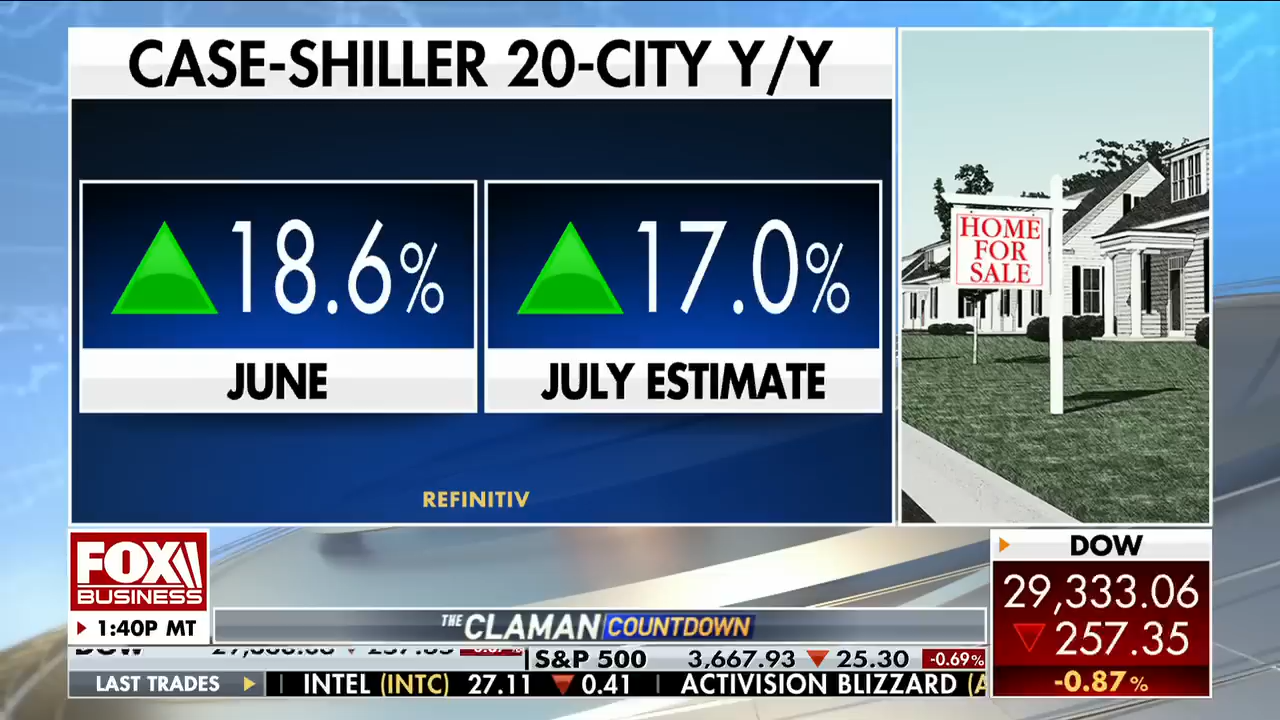 CASE-SHILLER 20-CITY Y/Y
18.6%
JUNE
17.0%
JULY ESTIMATE
REFINITIV
HOME
FOR
SALE
FOX
BUSINESS
1:40P MT
THE CLAMAN COUNTDOWN
DOW
29,333.06
257.35
-0.87%
S&P 500 3,667.93 25.30 -0.69%
LAST TRADES INTEL (INTC) 27.11 0.41 ACTIVISION BLIZZARD (A